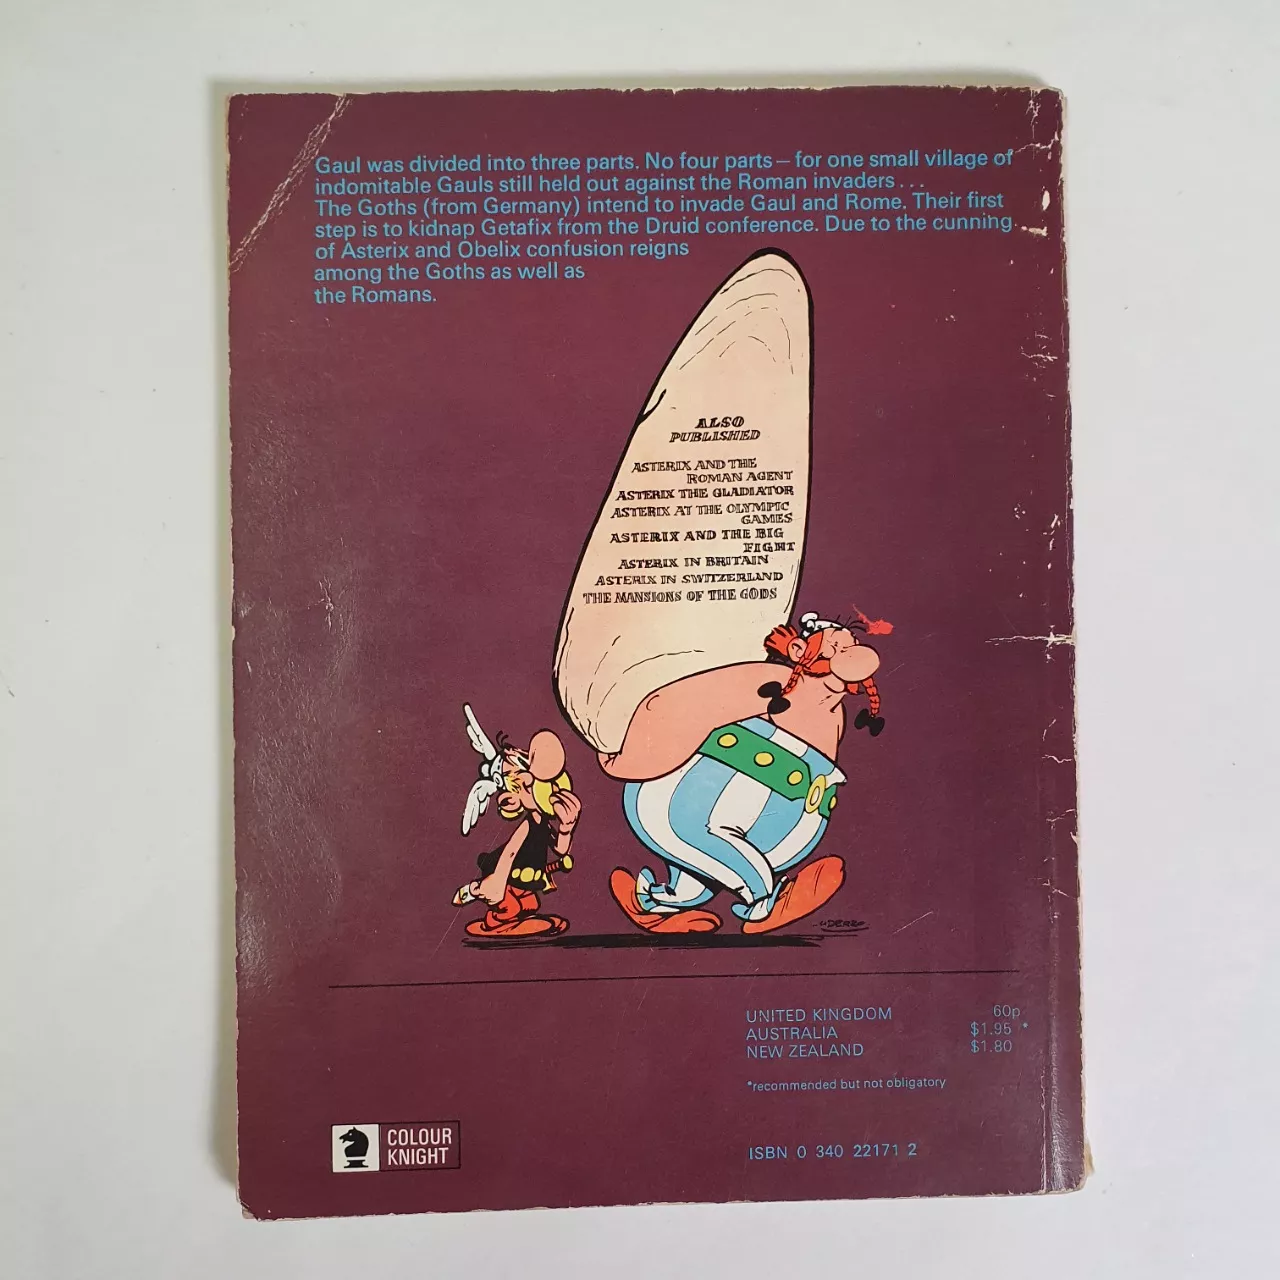 Gaul was divided into three parts. No four parts – for one small village of
indomitable Gauls still held out against the Roman invaders ...
The Goths (from Germany) intend to invade Gaul and Rome. Their first
step is to kidnap Getafix from the Druid conference. Due to the cunning
of Asterix and Obelix confusion reigns
among the Goths as well as
the Romans.
ALSO
PUBLISHED
ASTERIX AND THE
ROMAN AGENT
ASTERIX THE GLADIATOR
ASTERIX AT THE OLYMPIC
GAMES
ASTERIX AND THE BIG
FIGHT
ASTERIX IN BRITAIN
ASTERIX IN SWITZERLAND
THE MANSIONS OF THE GODS
UDERZO
UNITED KINGDOM 60p
AUSTRALIA $1.95 *
NEW ZEALAND $1.80
*recommended but not obligatory
COLOUR
KNIGHT
ISBN 0 340 22171 2